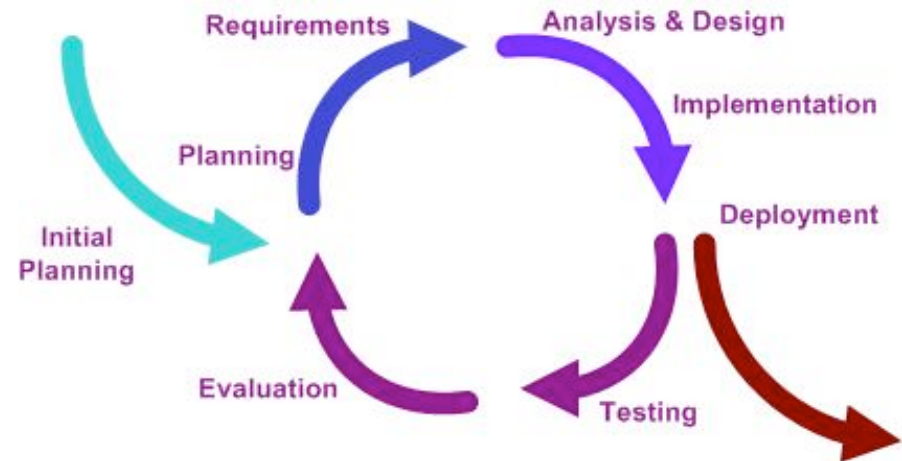 Requirements
Analysis & Design
Implementation
Planning
Deployment
Initial
Planning
Evaluation
Testing